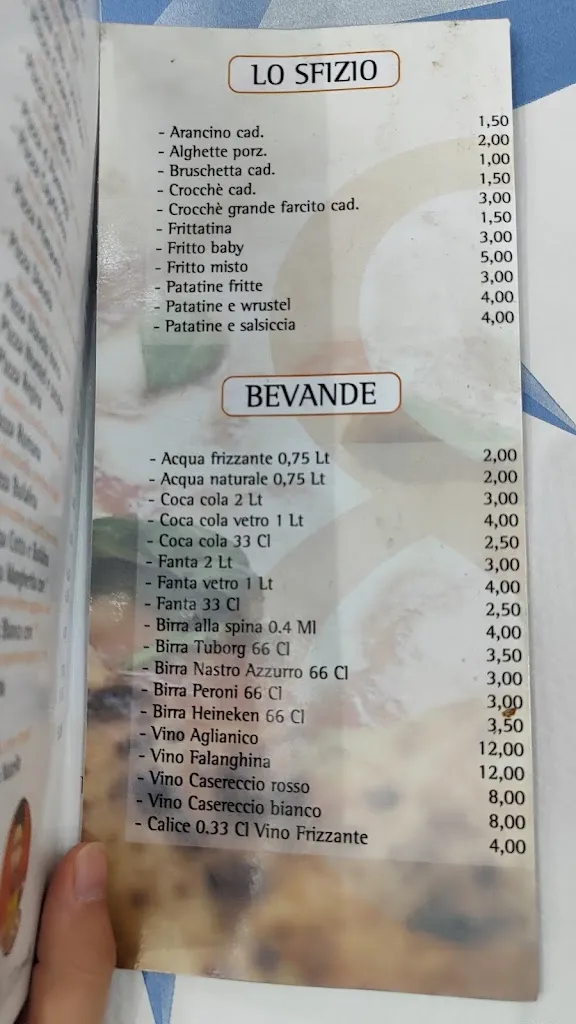 LO SFIZIO
- Arancino cad. 1,50
- Alghette porz. 2,00
- Bruschetta cad. 1,00
- Crocchè cad. 1,50
- Crocchè grande farcito cad. 3,00
- Frittatina 1,50
- Fritto baby 3,00
- Fritto misto 5,00
- Patatine fritte 3,00
- Patatine e wrustel 4,00
- Patatine e salsiccia 4,00
BEVANDE
- Acqua frizzante 0,75 Lt 2,00
- Acqua naturale 0,75 Lt 2,00
- Coca cola 2 Lt 3,00
- Coca cola vetro 1 Lt 4,00
- Coca cola 33 Cl 2,50
- Fanta 2 Lt 3,00
- Fanta vetro 1 Lt 4,00
- Fanta 33 Cl 2,50
- Birra alla spina 0.4 Ml 4,00
- Birra Tuborg 66 Cl 3,50
- Birra Nastro Azzurro 66 Cl 3,00
- Birra Peroni 66 Cl 3,00
- Birra Heineken 66 Cl 3,50
- Vino Aglianico 12,00
- Vino Falanghina 12,00
- Vino Casereccio rosso 8,00
- Vino Casereccio bianco 8,00
- Calice 0.33 Cl Vino Frizzante 4,00